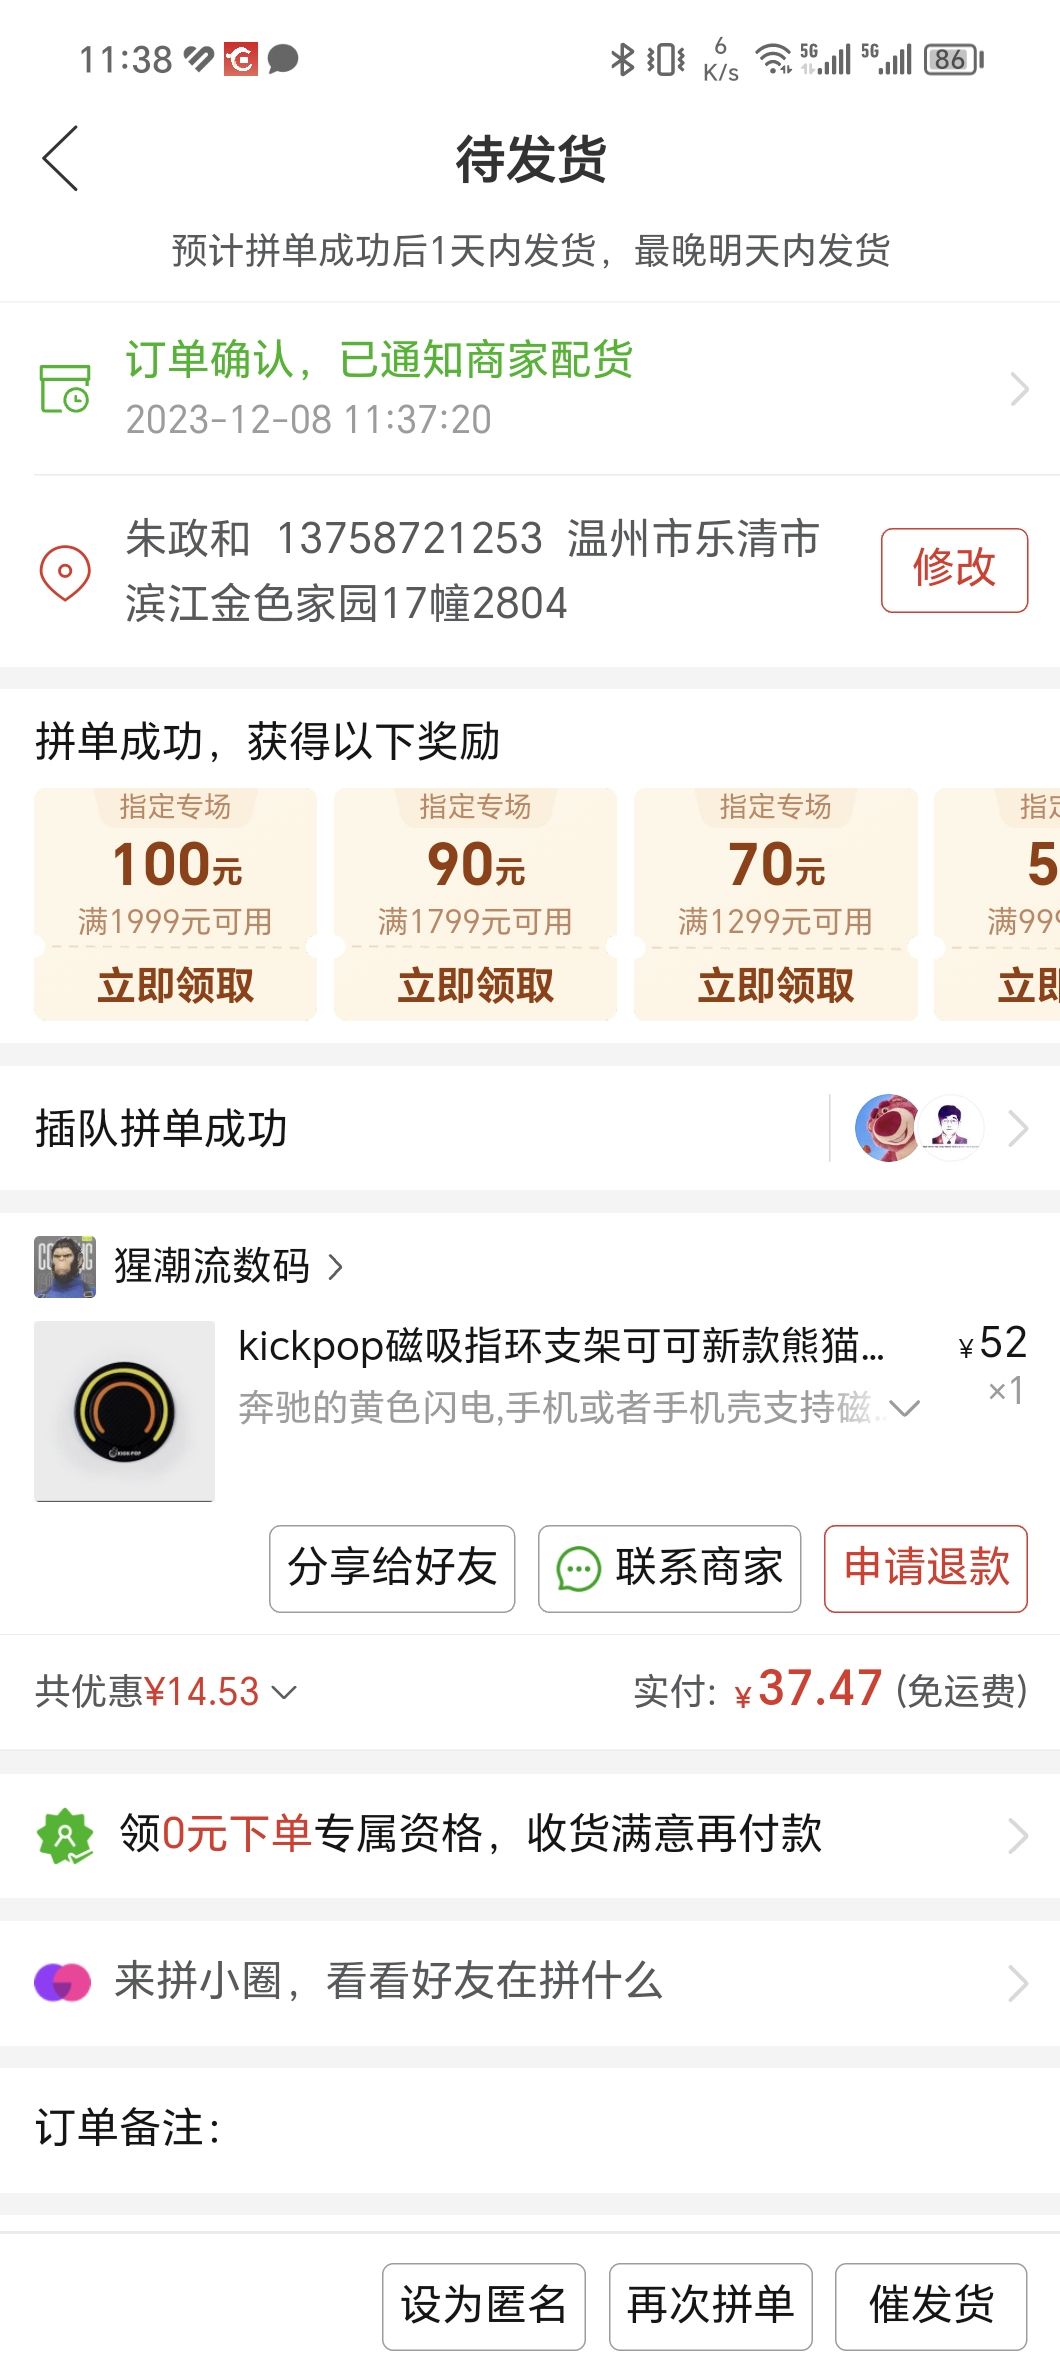 11:38
6
K/s
5G
5G
86
待发货
预计拼单成功后1天内发货，最晚明天内发货
订单确认，已通知商家配货
2023-12-08 11:37:20
朱政和 13758721253 温州市乐清市
滨江金色家园17幢2804
修改
拼单成功，获得以下奖励
指定专场 指定专场 指定专场 指定
100元 90元 70元 5
满1999元可用 满1799元可用 满1299元可用 满999
立即领取 立即领取 立即领取 立即
插队拼单成功
猩潮流数码
kickpop磁吸指环支架可可新款熊猫... ¥52
奔驰的黄色闪电,手机或者手机壳支持磁... ×1
KICK·POP
分享给好友 联系商家 申请退款
共优惠¥14.53 实付: ¥37.47 (免运费)
领0元下单专属资格，收货满意再付款
来拼小圈，看看好友在拼什么
订单备注：
设为匿名 再次拼单 催发货